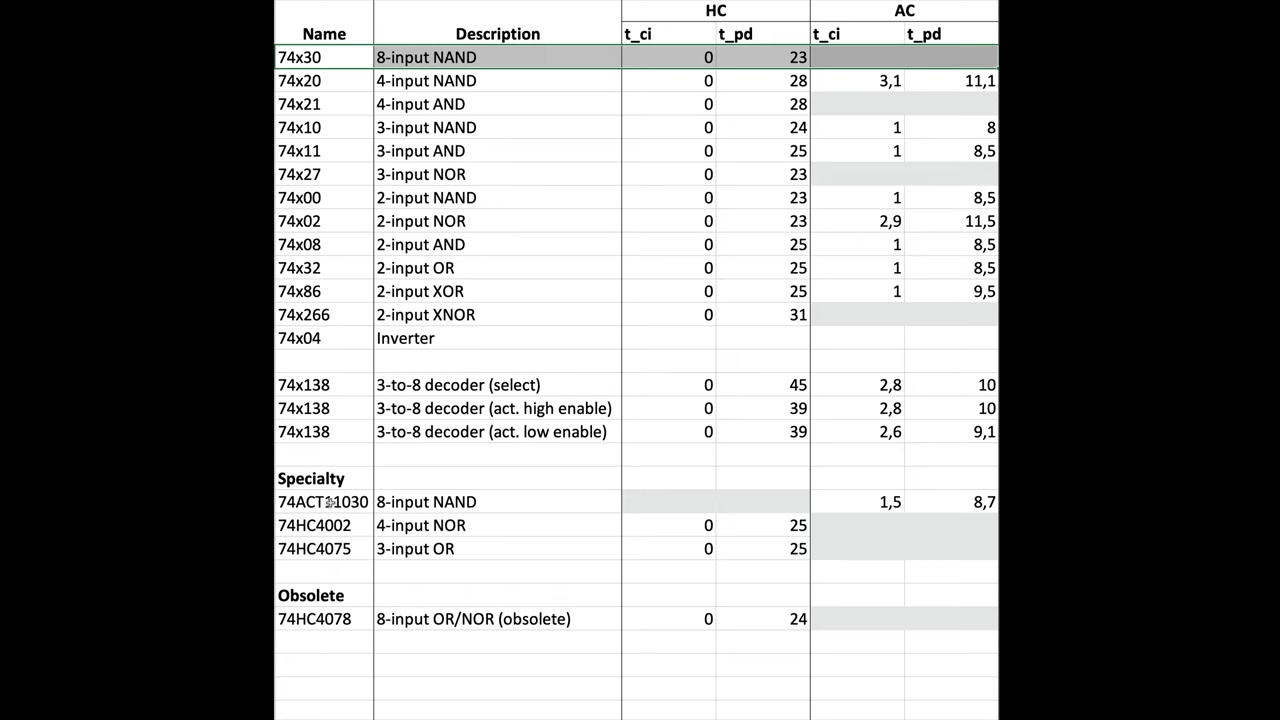 HC AC
Name Description t_ci t_pd t_ci t_pd
74x30 8-input NAND 0 23
74x20 4-input NAND 0 28 3,1 11,1
74x21 4-input AND 0 28
74x10 3-input NAND 0 24 1 8
74x11 3-input AND 0 25 1 8,5
74x27 3-input NOR 0 23
74x00 2-input NAND 0 23 1 8,5
74x02 2-input NOR 0 23 2,9 11,5
74x08 2-input AND 0 25 1 8,5
74x32 2-input OR 0 25 1 8,5
74x86 2-input XOR 0 25 1 9,5
74x266 2-input XNOR 0 31
74x04 Inverter
74x138 3-to-8 decoder (select) 0 45 2,8 10
74x138 3-to-8 decoder (act. high enable) 0 39 2,8 10
74x138 3-to-8 decoder (act. low enable) 0 39 2,6 9,1
Specialty
74ACT11030 8-input NAND 1,5 8,7
74HC4002 4-input NOR 0 25
74HC4075 3-input OR 0 25
Obsolete
74HC4078 8-input OR/NOR (obsolete) 0 24